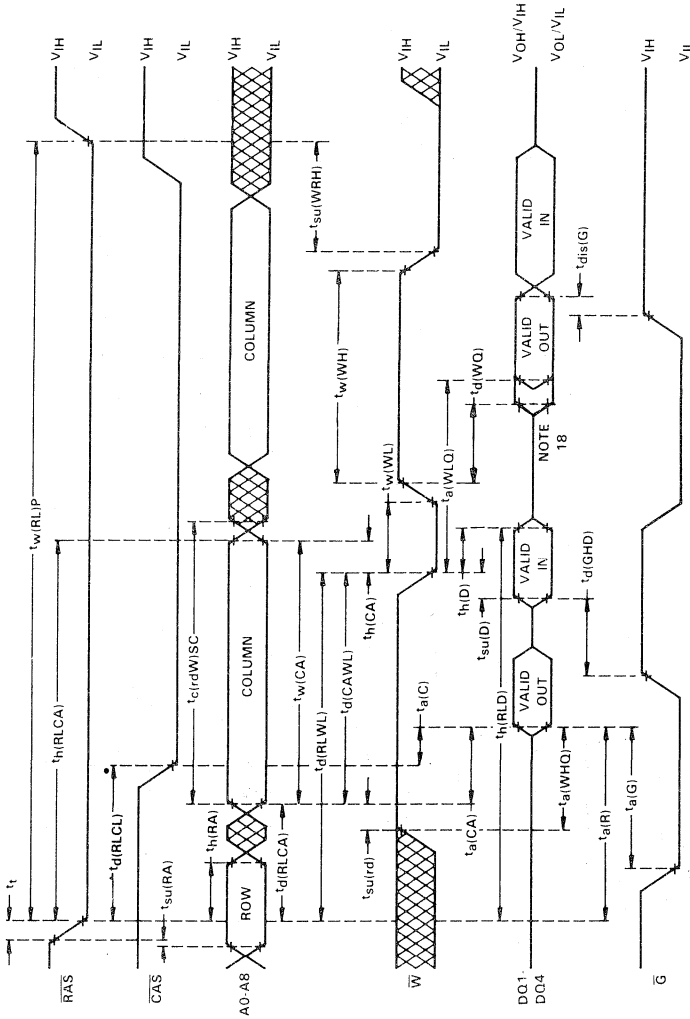 tw(RL)P
VIH
VIL
tt
th(RLCA)
RAS
td(RLCL)
VIH
VIL
CAS
tsu(RA)
tc(rdW)SC
th(RA)
VIH
VIL
A0-A8
ROW
COLUMN
COLUMN
td(RLCA)
tw(CA)
tsu(WRH)
td(CAWL)
th(CA)
td(RLWL)
tw(WH)
tsu(rd)
tw(WL)
VIH
VIL
W
ta(C)
ta(WLQ)
ta(CA)
th(D)
td(WQ)
tsu(D)
th(RLD)
NOTE
18
VOH/VIH
VOL/VIL
DQ1-
DQ4
VALID
OUT
VALID
IN
VALID
OUT
VALID
IN
ta(WHQ)
td(GHD)
tdis(G)
ta(R)
ta(G)
VIH
G